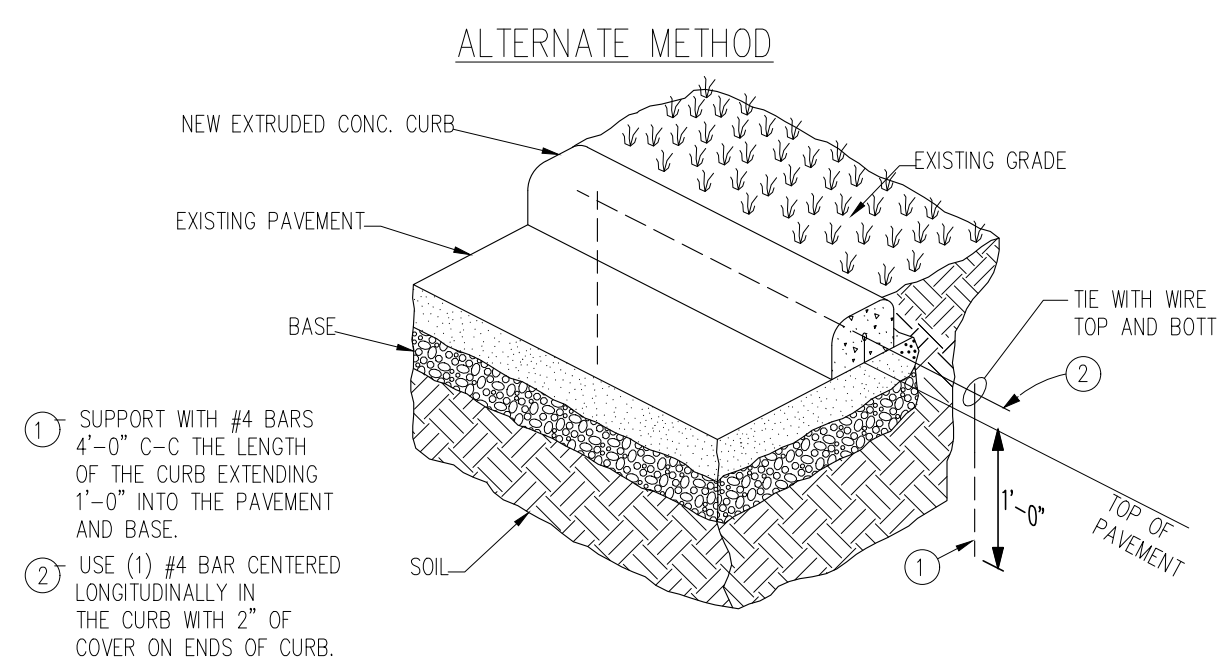 ALTERNATE METHOD
NEW EXTRUDED CONC. CURB
EXISTING GRADE
EXISTING PAVEMENT
BASE
TIE WITH WIRE
TOP AND BOTT
2
1 SUPPORT WITH #4 BARS
4'-0" C-C THE LENGTH
OF THE CURB EXTENDING
1'-0" INTO THE PAVEMENT
AND BASE.
2 USE (1) #4 BAR CENTERED
LONGITUDINALLY IN
THE CURB WITH 2" OF
COVER ON ENDS OF CURB.
SOIL
1'-0"
1
TOP OF
PAVEMENT